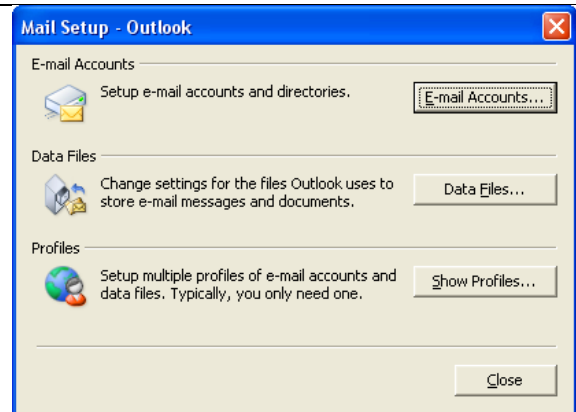 Mail Setup - Outlook
E-mail Accounts
Setup e-mail accounts and directories.
E-mail Accounts...
Data Files
Change settings for the files Outlook uses to
store e-mail messages and documents.
Data Files...
Profiles
Setup multiple profiles of e-mail accounts and
data files. Typically, you only need one.
Show Profiles...
Close